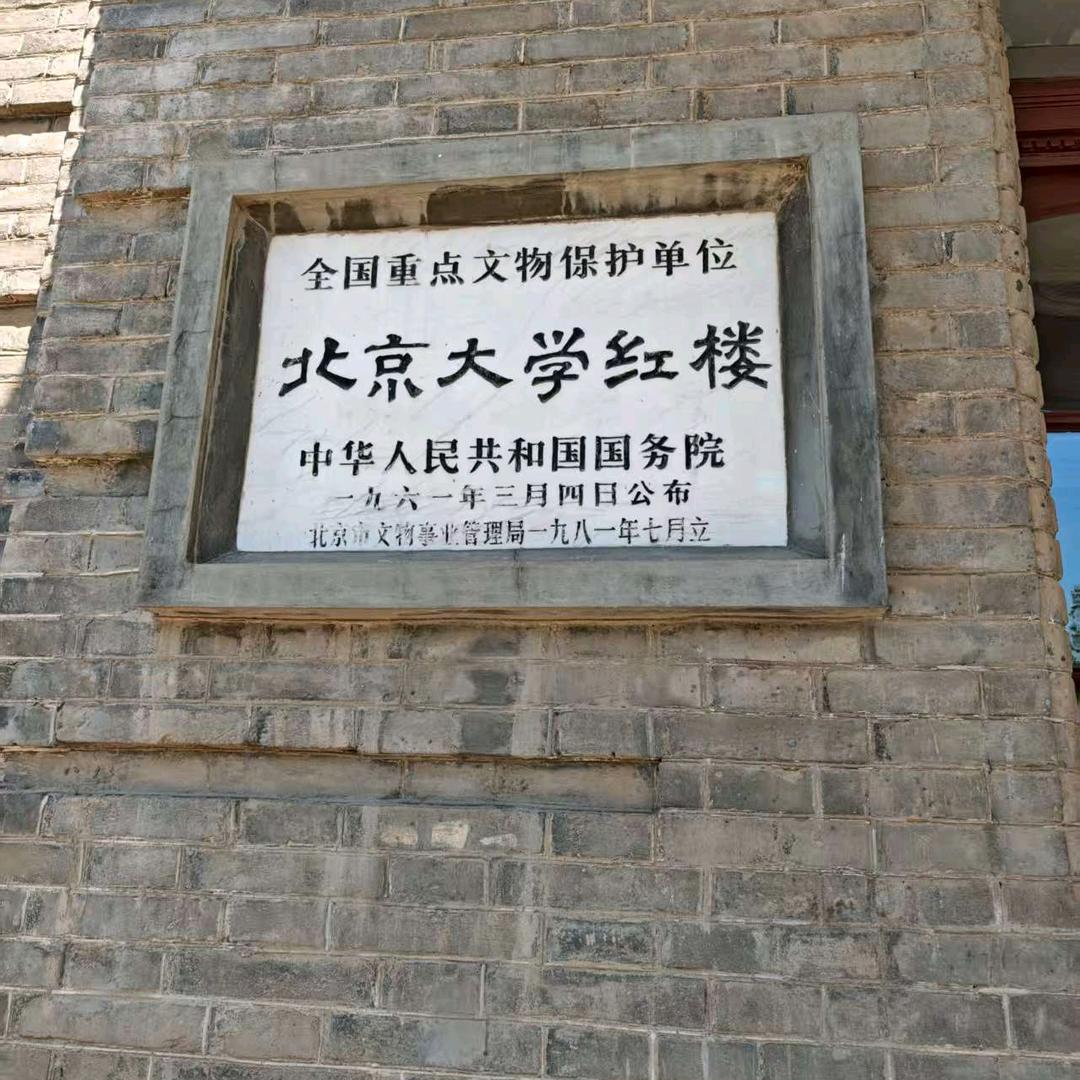 全国重点文物保护单位
北京大学红楼
中华人民共和国国务院
一九六一年三月四日公布
北京市文物事业管理局一九八一年七月立